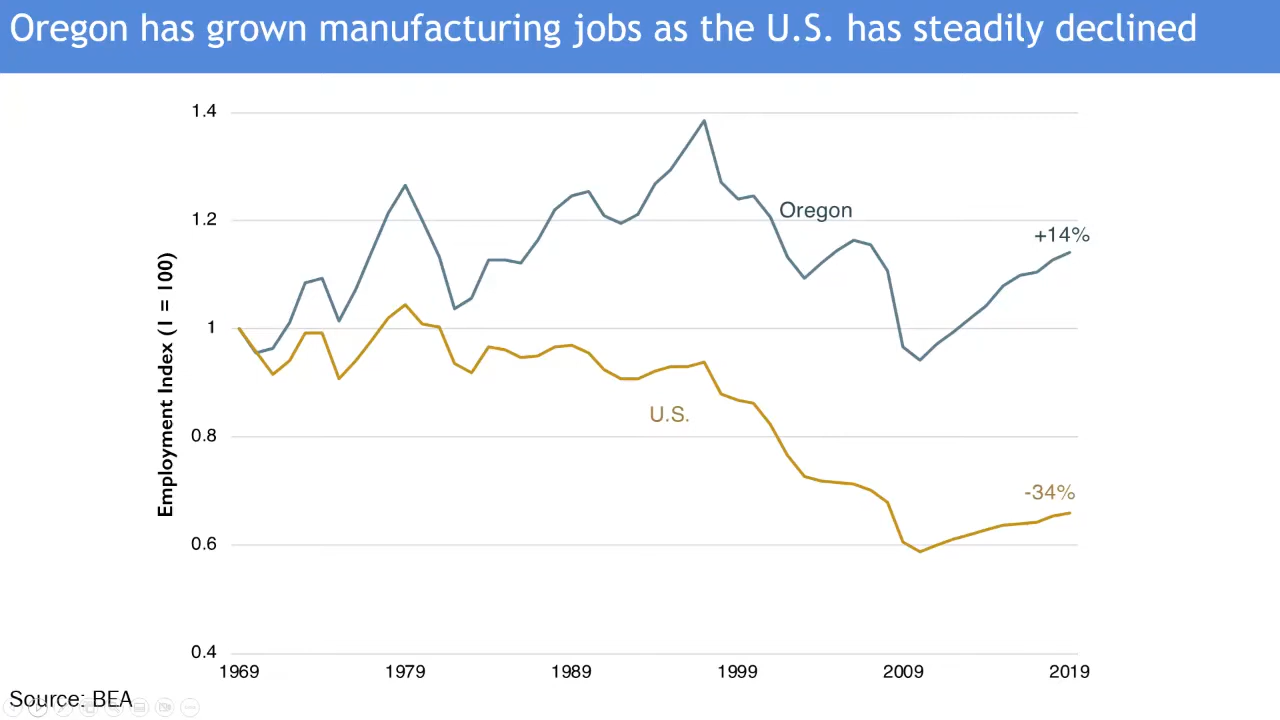 Oregon has grown manufacturing jobs as the U.S. has steadily declined
1.4
1.2
1
0.8
0.6
0.4
Employment Index (1 = 100)
Oregon
+14%
U.S.
-34%
1969
1979
1989
1999
2009
2019
Source: BEA